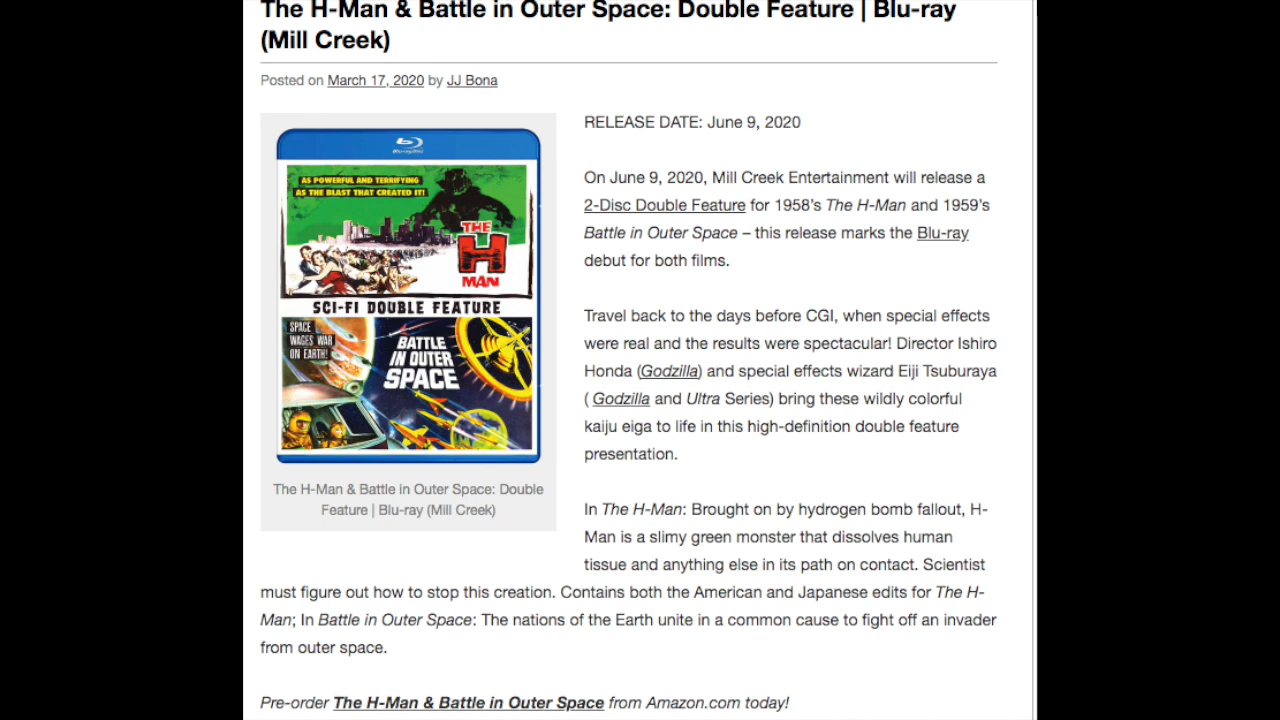 The H-Man & Battle in Outer Space: Double Feature | Blu-ray
(Mill Creek)
Posted on March 17, 2020 by JJ Bona
Blu-ray Disc
AS POWERFUL AND TERRIFYING
AS THE BLAST THAT CREATED IT!
THE
H
MAN
SCI-FI DOUBLE FEATURE
SPACE
WAGES WAR
ON EARTH!
BATTLE
IN OUTER
SPACE
The H-Man & Battle in Outer Space: Double
Feature | Blu-ray (Mill Creek)
RELEASE DATE: June 9, 2020
On June 9, 2020, Mill Creek Entertainment will release a
2-Disc Double Feature for 1958’s The H-Man and 1959’s
Battle in Outer Space – this release marks the Blu-ray
debut for both films.
Travel back to the days before CGI, when special effects
were real and the results were spectacular! Director Ishiro
Honda (Godzilla) and special effects wizard Eiji Tsuburaya
( Godzilla and Ultra Series) bring these wildly colorful
kaiju eiga to life in this high-definition double feature
presentation.
In The H-Man: Brought on by hydrogen bomb fallout, H-
Man is a slimy green monster that dissolves human
tissue and anything else in its path on contact. Scientist
must figure out how to stop this creation. Contains both the American and Japanese edits for The H-
Man; In Battle in Outer Space: The nations of the Earth unite in a common cause to fight off an invader
from outer space.
Pre-order The H-Man & Battle in Outer Space from Amazon.com today!